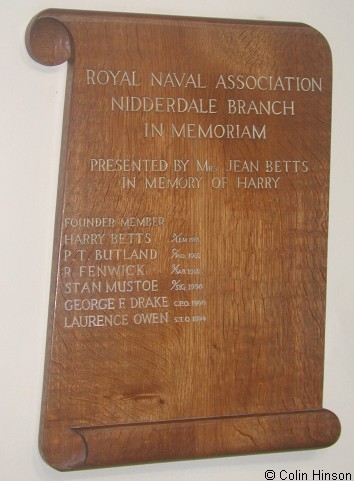 ROYAL NAVAL ASSOCIATION
NIDDERDALE BRANCH
IN MEMORIAM
PRESENTED BY Mrs JEAN BETTS
IN MEMORY OF HARRY
FOUNDER MEMBER
HARRY BETTS
P.T. BUTLAND
R. FENWICK
STAN MUSTOE
GEORGE F. DRAKE C.P.O.
LAURENCE OWEN
© Colin Hinson